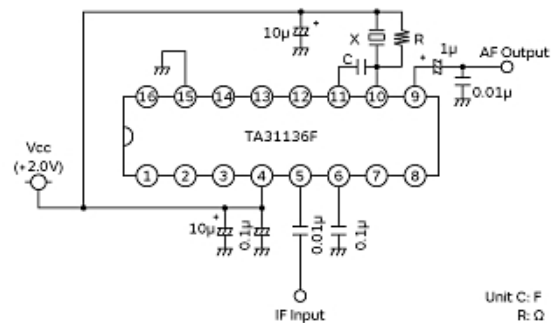 10μ +
X
R
C
+ 1μ
AF Output
0.01μ
16 15 14 13 12 11 10 9
TA31136F
Vcc
(+2.0V)
1 2 3 4 5 6 7 8
10μ +
0.1μ
0.01μ
0.1μ
IF Input
Unit C: F
R: Ω